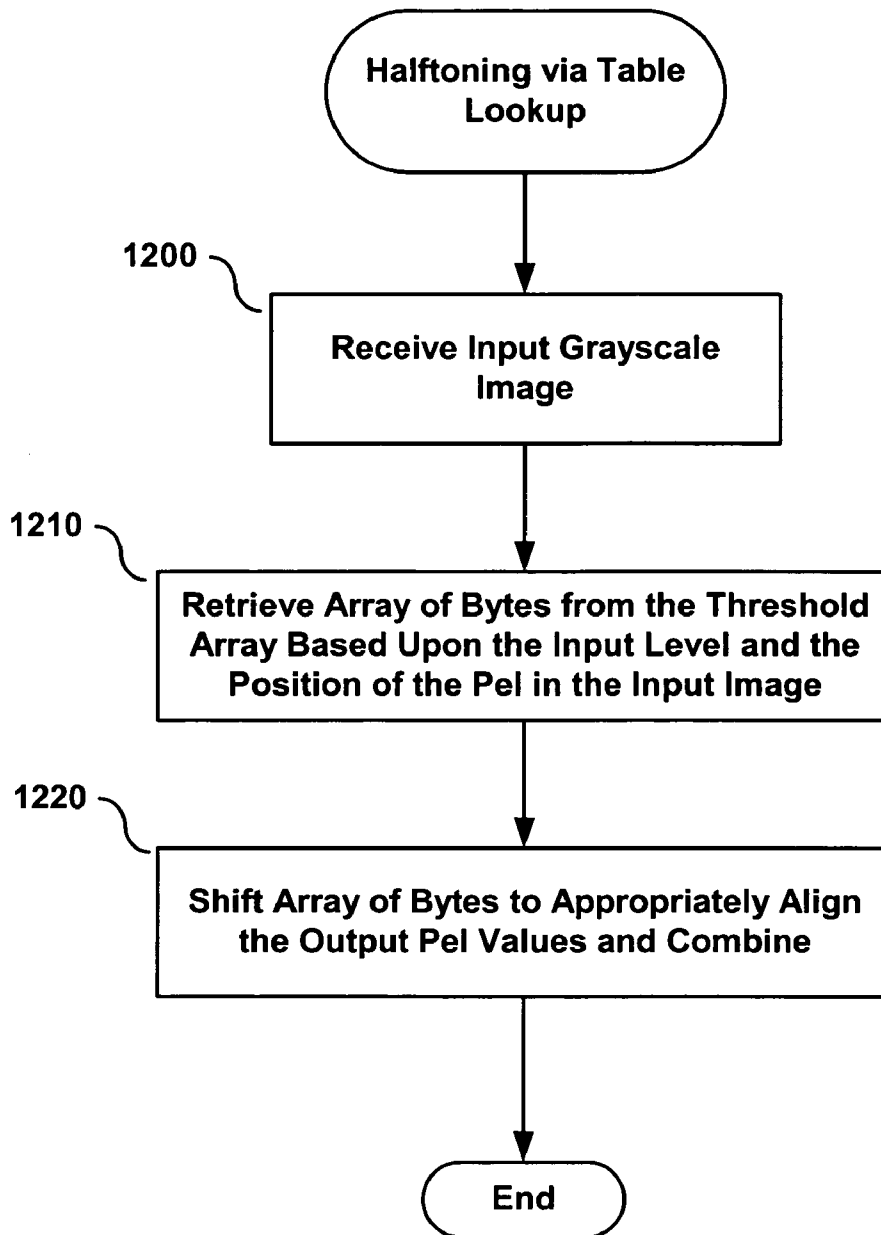 Halftoning via Table
Lookup
1200
Receive Input Grayscale
Image
1210
Retrieve Array of Bytes from the Threshold
Array Based Upon the Input Level and the
Position of the Pel in the Input Image
1220
Shift Array of Bytes to Appropriately Align
the Output Pel Values and Combine
End